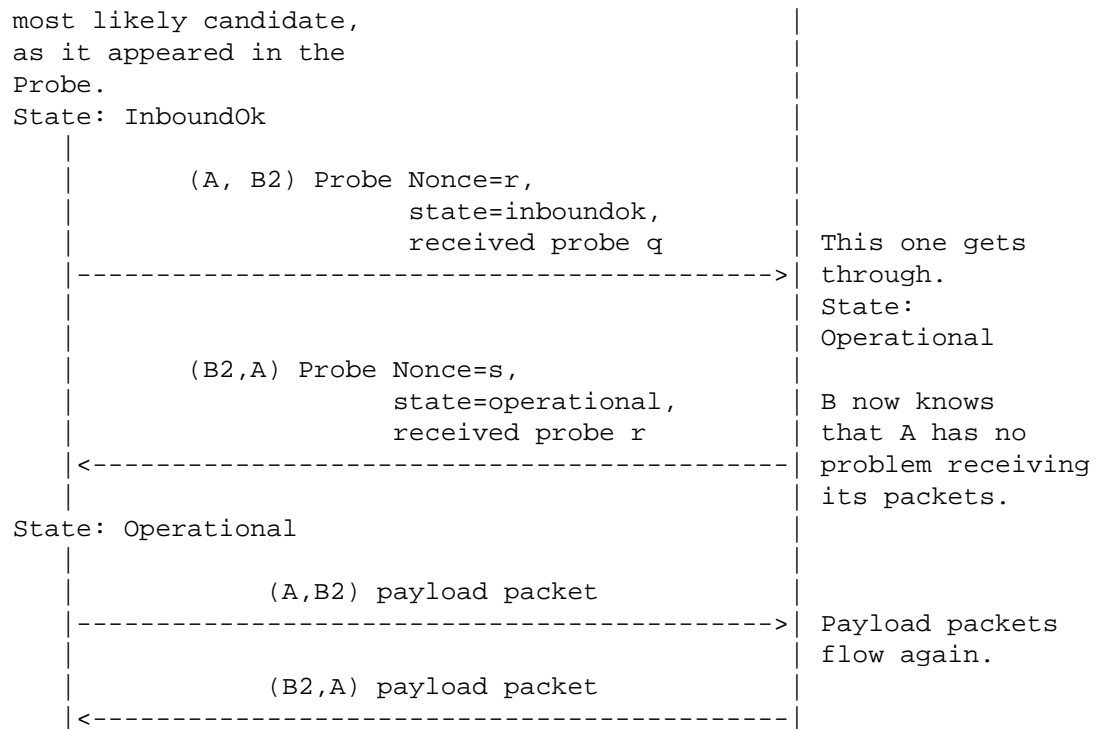 most likely candidate,                     |
as it appeared in the                      |
Probe.                                     |
State: InboundOk                           |
   |                                             |
   |       (A, B2) Probe Nonce=r,                |
   |                     state=inboundok,        |
   |                     received probe q        | This one gets
   |-------------------------------------------->| through.
   |                                             | State:
   |                                             | Operational
   |       (B2,A) Probe Nonce=s,                 |
   |                    state=operational,       | B now knows
   |                    received probe r         | that A has no
   |<--------------------------------------------| problem receiving
   |                                             | its packets.
State: Operational                               |
   |                                             |
   |            (A,B2) payload packet            |
   |-------------------------------------------->| Payload packets
   |                                             | flow again.
   |            (B2,A) payload packet            |
   |<--------------------------------------------|